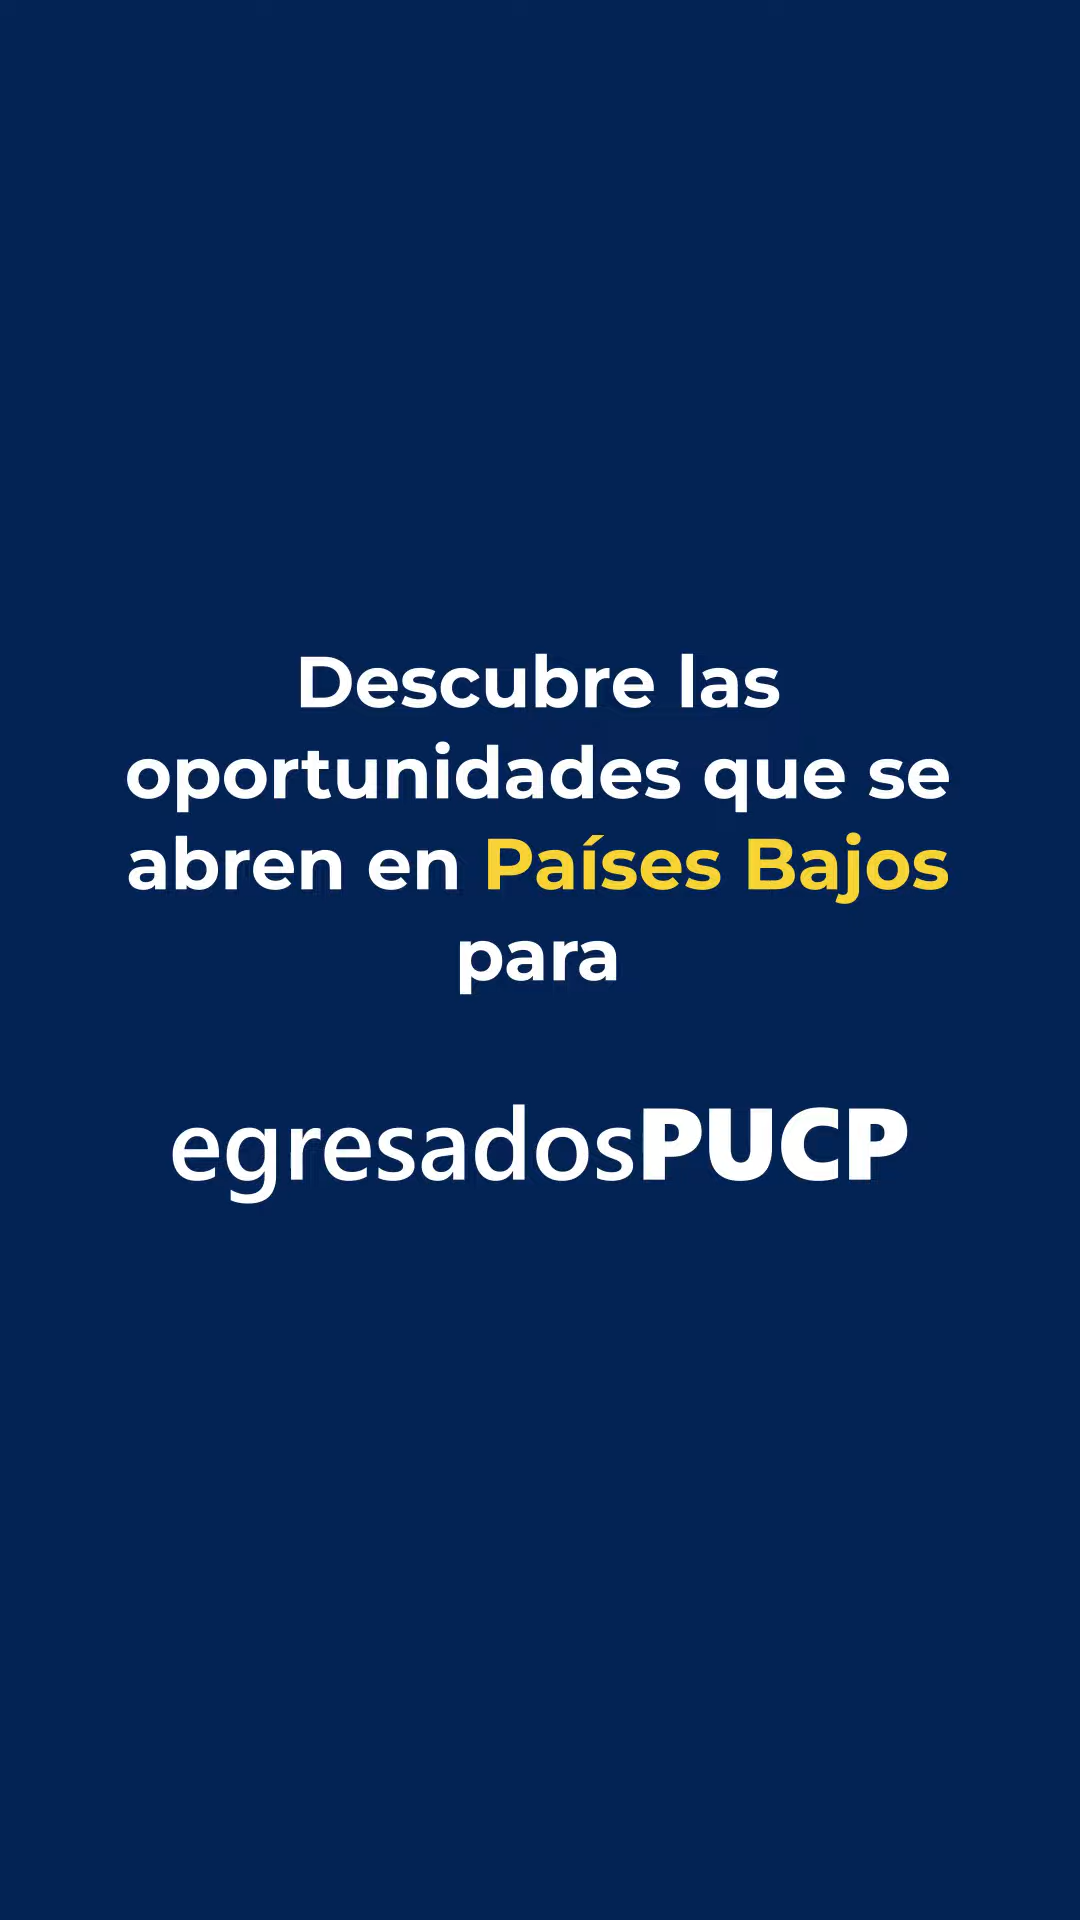 Descubre las
oportunidades que se
abren en Países Bajos
para
egresadosPUCP